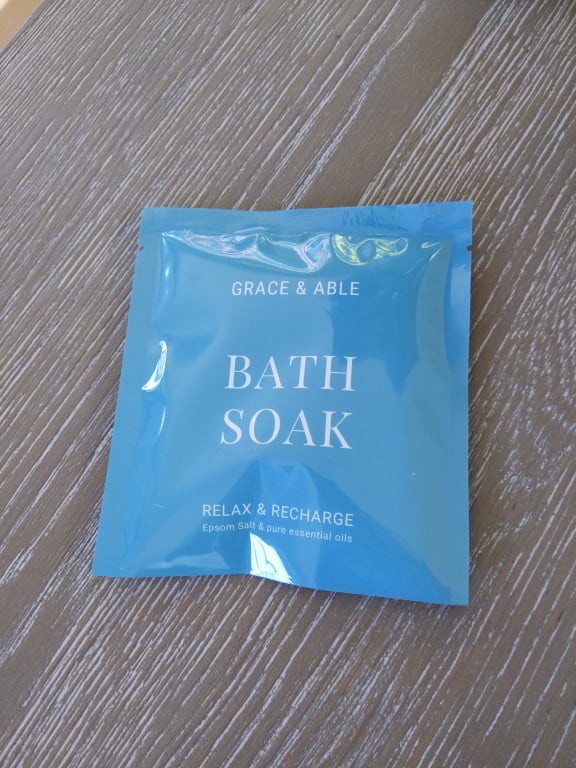 GRACE & ABLE
BATH
SOAK
RELAX & RECHARGE
Epsom Salt & pure essential oils